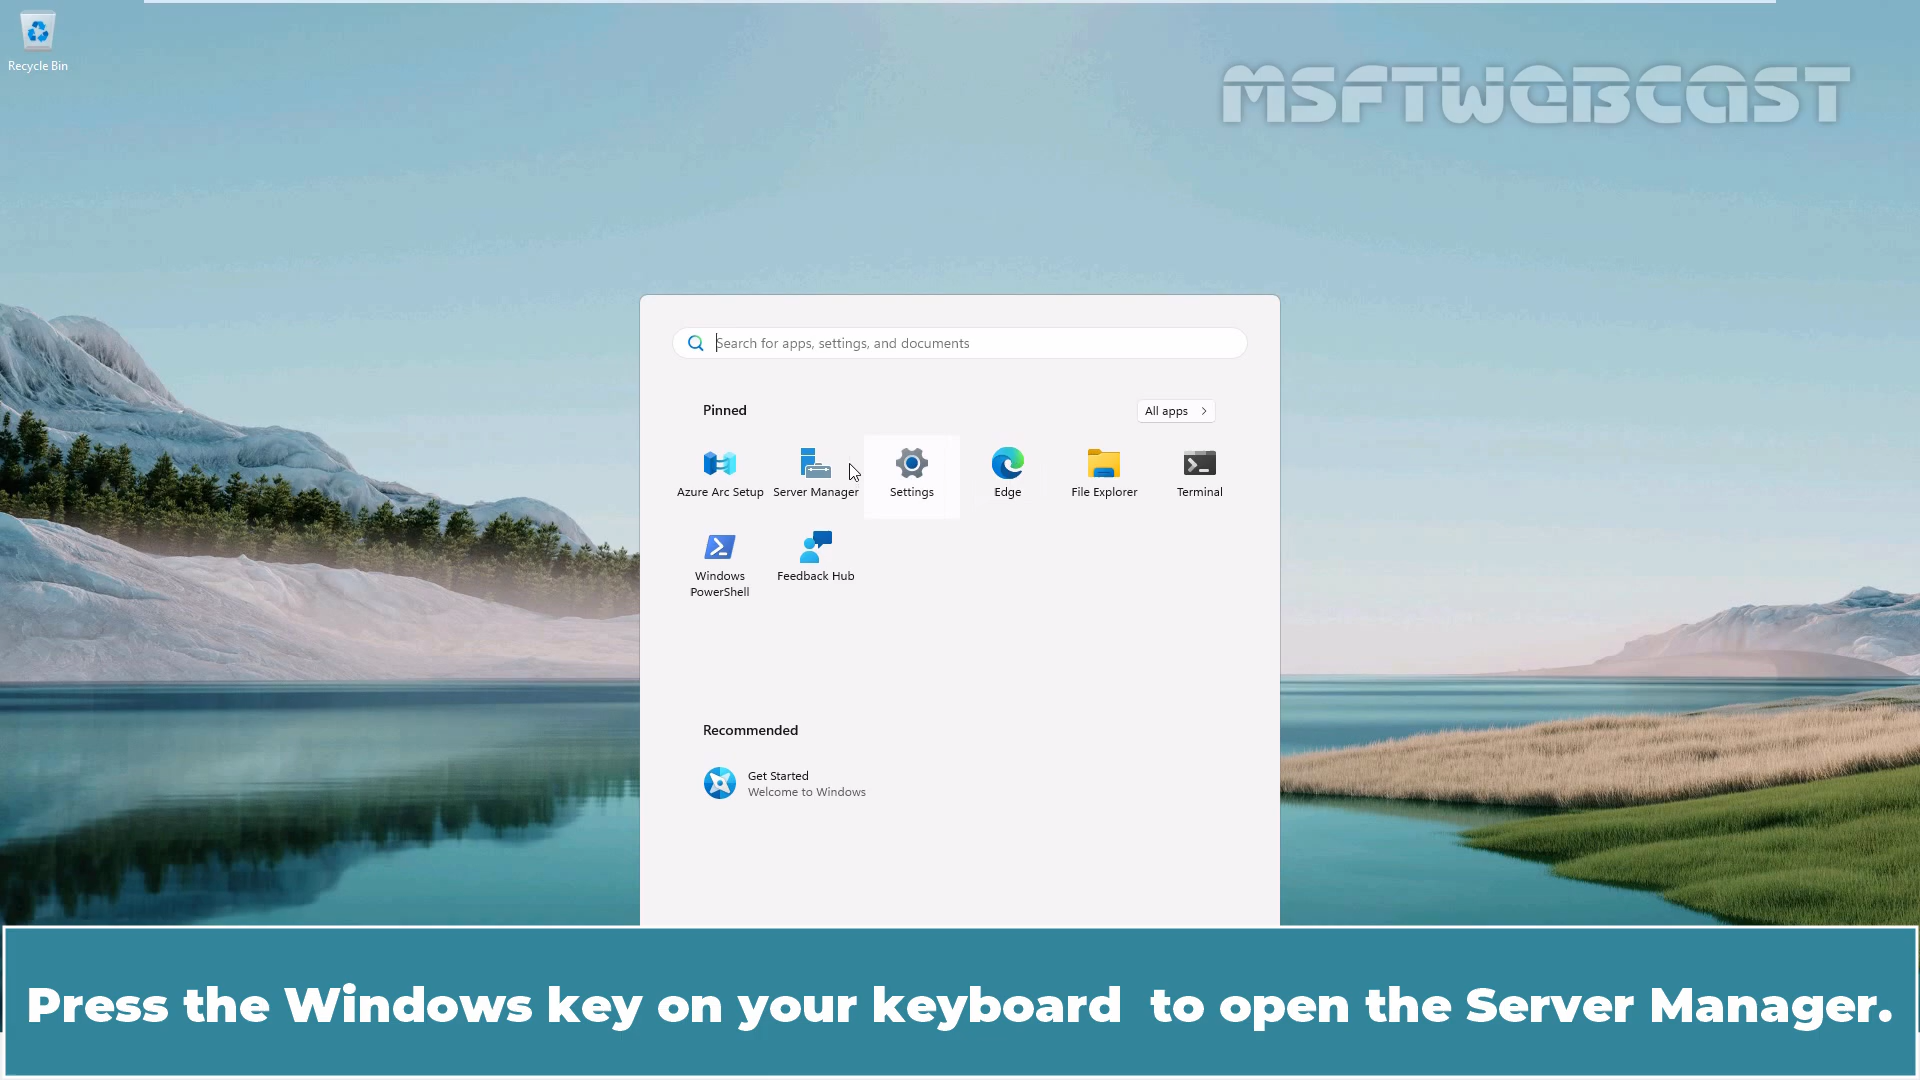 Recycle Bin
MSFTWEBCAST
Search for apps, settings, and documents
Pinned
All apps
Azure Arc Setup
Server Manager
Settings
Edge
File Explorer
Terminal
Windows
PowerShell
Feedback Hub
Recommended
Get Started
Welcome to Windows
Press the Windows key on your keyboard  to open the Server Manager.